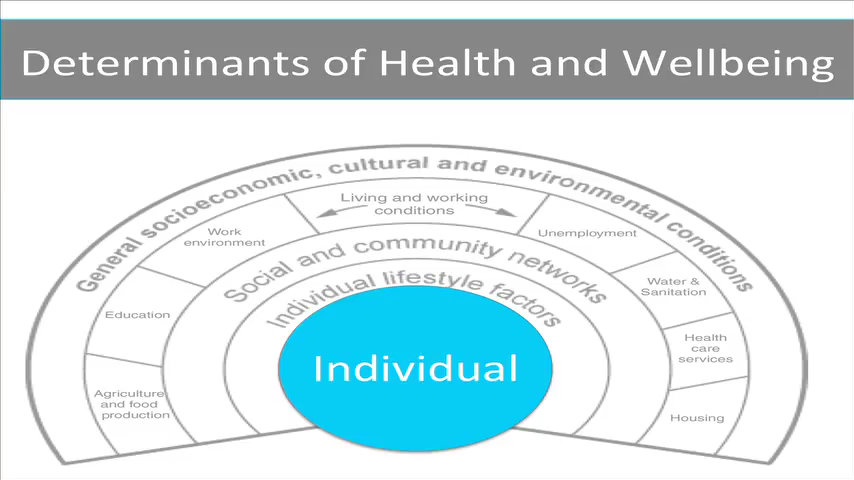 Determinants of Health and Wellbeing
General socioeconomic, cultural and environmental conditions
Living and working
conditions
Work
environment
Unemployment
Social and community networks
Individual lifestyle factors
Education
Water &
Sanitation
Health
care
services
Individual
Agriculture
and food
production
Housing